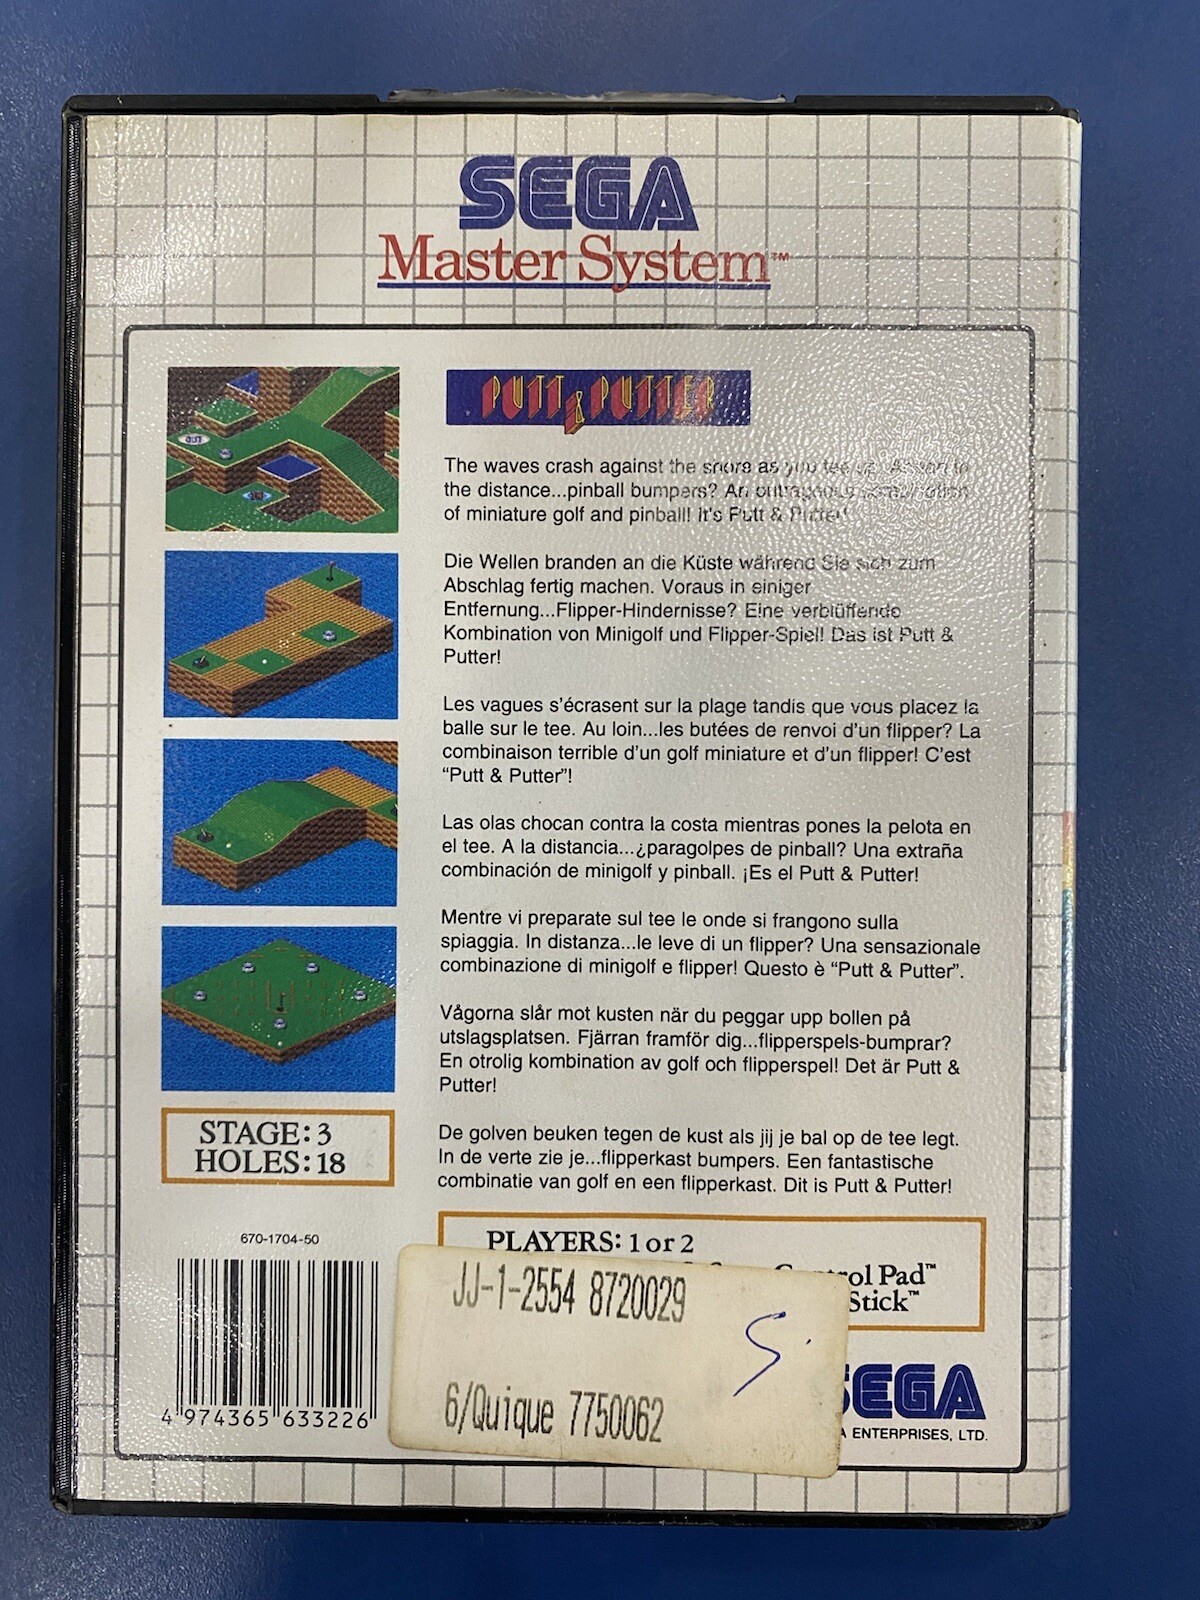 SEGA
Master System™
PUTT & PUTTER
The waves crash against the shore as you tee up. in
the distance...pinball bumpers? An outrageous combination
of miniature golf and pinball! It's Putt & Putter!
Die Wellen branden an die Küste während Sie sich zum
Abschlag fertig machen. Voraus in einiger
Entfernung...Flipper-Hindernisse? Eine verblüffende
Kombination von Minigolf und Flipper-Spiel! Das ist Putt &
Putter!
Les vagues s'écrasent sur la plage tandis que vous placez la
balle sur le tee. Au loin...les butées de renvoi d'un flipper? La
combinaison terrible d'un golf miniature et d'un flipper! C'est
“Putt & Putter”!
Las olas chocan contra la costa mientras pones la pelota en
el tee. A la distancia...¿paragolpes de pinball? Una extraña
combinación de minigolf y pinball. ¡Es el Putt & Putter!
Mentre vi preparate sul tee le onde si frangono sulla
spiaggia. In distanza...le leve di un flipper? Una sensazionale
combinazione di minigolf e flipper! Questo è “Putt & Putter”.
Vågorna slår mot kusten när du peggar upp bollen på
utslagsplatsen. Fjärran framför dig...flipperspels-bumprar?
En otrolig kombination av golf och flipperspel! Det är Putt &
Putter!
De golven beuken tegen de kust als jij je bal op de tee legt.
In de verte zie je...flipperkast bumpers. Een fantastische
combinatie van golf en een flipperkast. Dit is Putt & Putter!
OUT
STAGE: 3
HOLES: 18
670-1704-50
4 974365 633226
PLAYERS: 1 or 2
Control Pad™
Stick™
JJ-1-2554 8720029
S.
6/Quique 7750062
SEGA
A ENTERPRISES, LTD.